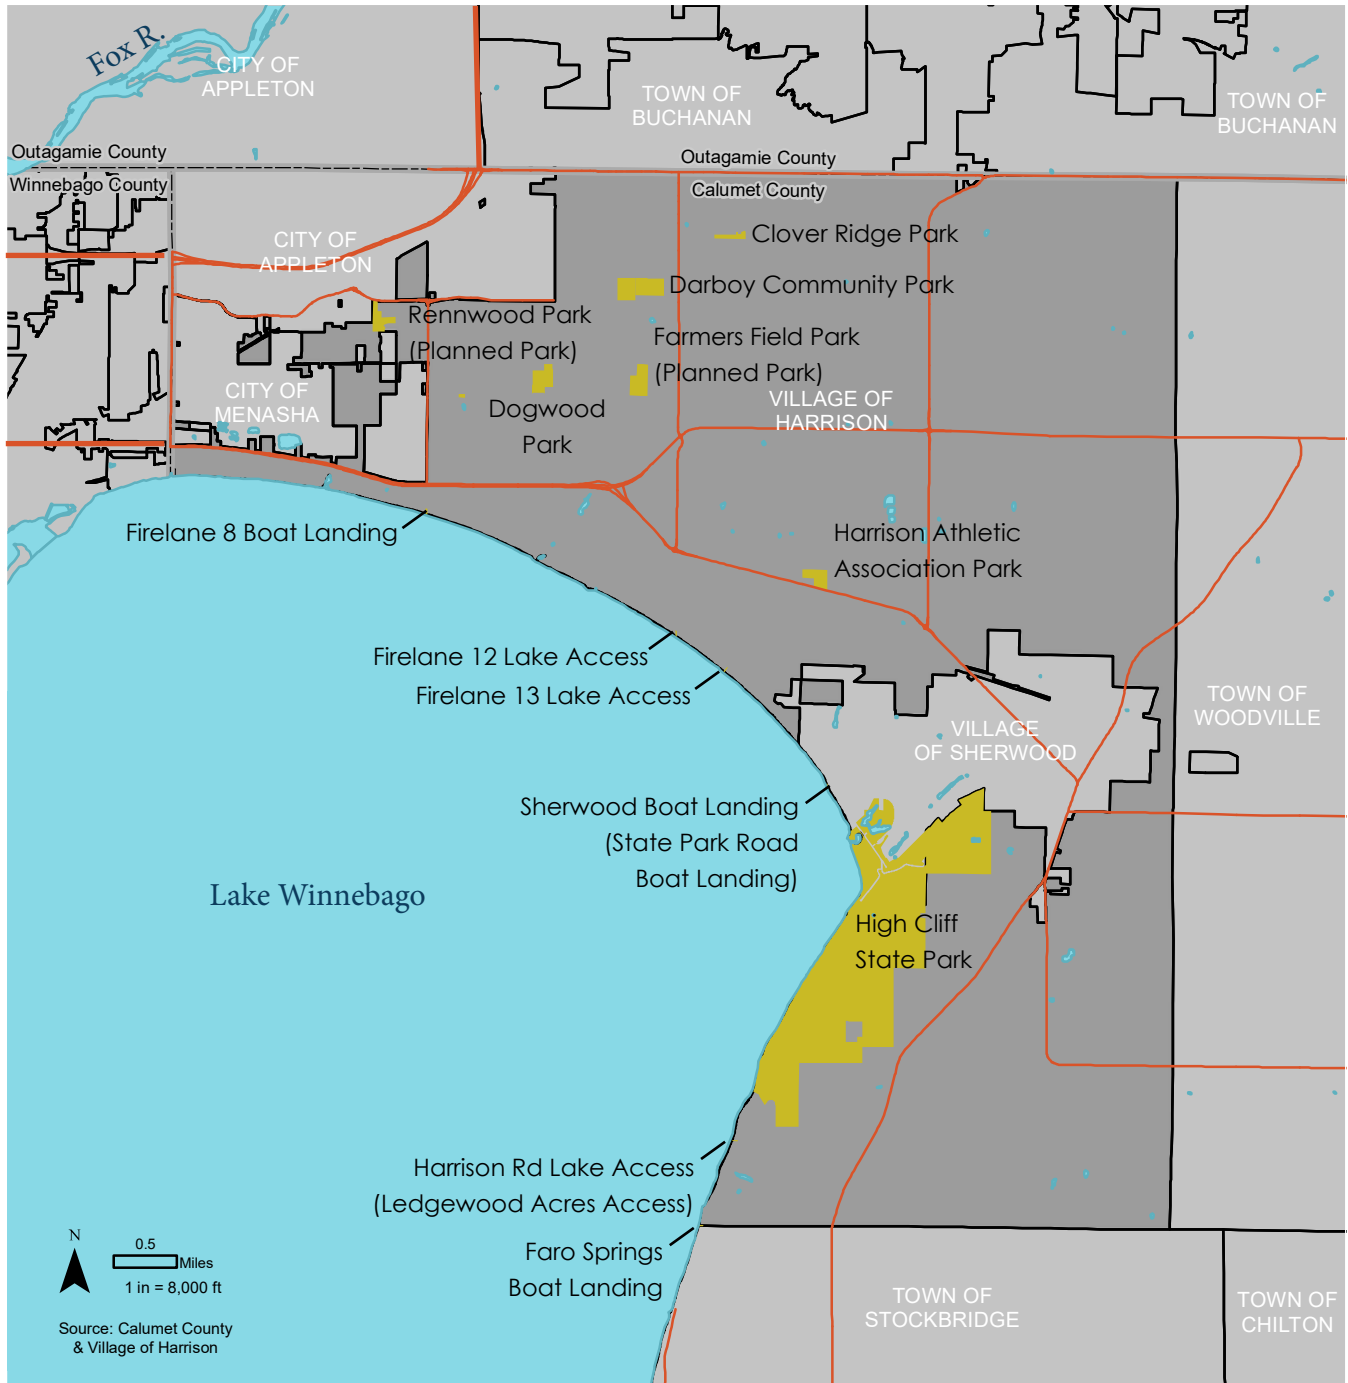 Fox R.
CITY OF
APPLETON
TOWN OF
BUCHANAN
TOWN OF
BUCHANAN
Outagamie County
Outagamie County
Winnebago County
Calumet County
CITY OF
APPLETON
Clover Ridge Park
Darboy Community Park
Rennwood Park
(Planned Park)
Farmers Field Park
(Planned Park)
CITY OF
MENASHA
Dogwood
Park
VILLAGE OF
HARRISON
Firelane 8 Boat Landing
Harrison Athletic
Association Park
Firelane 12 Lake Access
Firelane 13 Lake Access
TOWN OF
WOODVILLE
VILLAGE
OF SHERWOOD
Sherwood Boat Landing
(State Park Road
Boat Landing)
Lake Winnebago
High Cliff
State Park
Harrison Rd Lake Access
(Ledgewood Acres Access)
Faro Springs
Boat Landing
N
0.5
Miles
1 in = 8,000 ft
Source: Calumet County
& Village of Harrison
TOWN OF
STOCKBRIDGE
TOWN OF
CHILTON